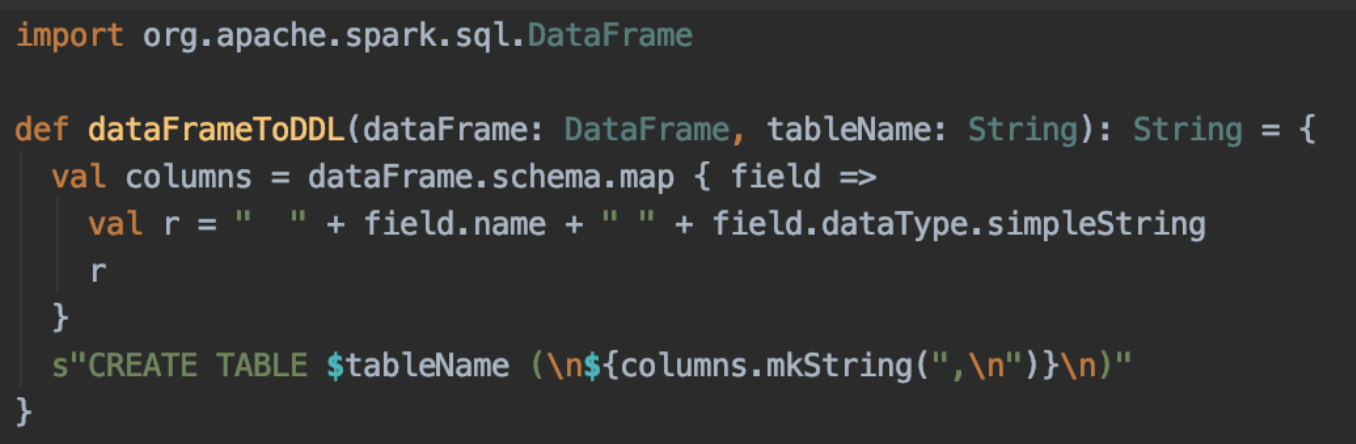 import org.apache.spark.sql.DataFrame
def dataFrameToDDL(dataFrame: DataFrame, tableName: String): String = {
  val columns = dataFrame.schema.map { field =>
    val r = "  " + field.name + " " + field.dataType.simpleString
    r
  }
  s"CREATE TABLE $tableName (\n${columns.mkString(",\n")}\n)"
}